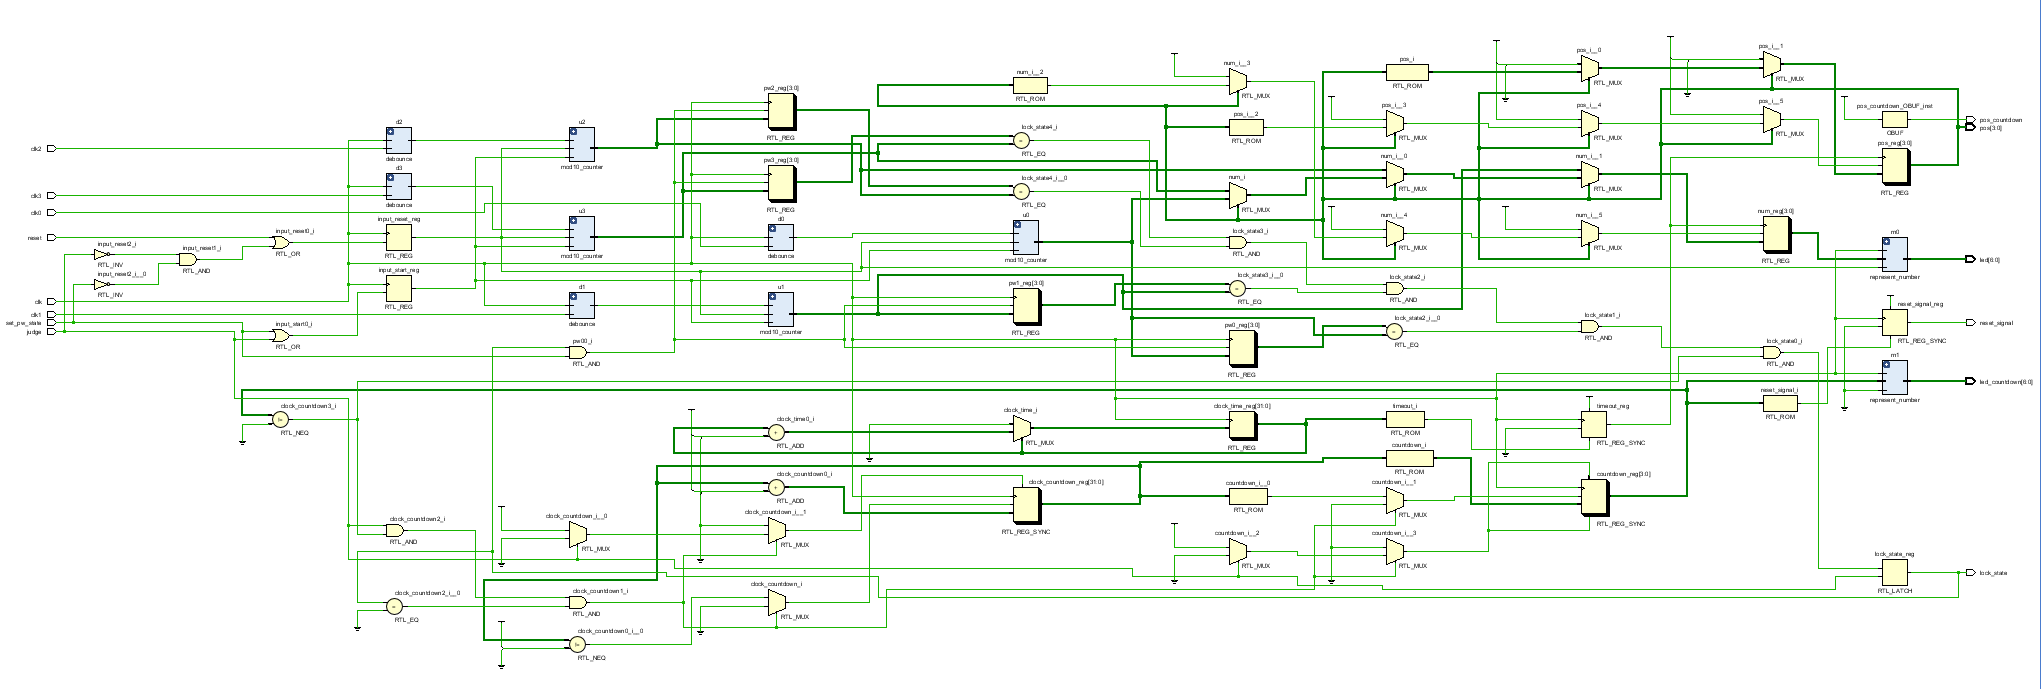 clk2
clk3
clk0
reset
clk
clk1
set_pw_state
judge
input_reset2_i
RTL_INV
input_reset2_i__0
RTL_INV
input_reset1_i
RTL_AND
input_reset0_i
RTL_OR
input_start0_i
RTL_OR
clock_countdown3_i
RTL_NEQ
d2
debounce
d3
debounce
input_reset_reg
RTL_REG
input_start_reg
RTL_REG
clock_countdown2_i
RTL_AND
clock_countdown2_i__0
RTL_EQ
u2
mod10_counter
u3
mod10_counter
d1
debounce
pw00_i
RTL_AND
clock_countdown_i__0
RTL_MUX
clock_countdown1_i
RTL_AND
clock_countdown0_i__0
RTL_NEQ
pw2_reg[3:0]
RTL_REG
pw3_reg[3:0]
RTL_REG
d0
debounce
u1
mod10_counter
clock_time0_i
RTL_ADD
clock_countdown0_i
RTL_ADD
clock_countdown_i__1
RTL_MUX
clock_countdown_i
RTL_MUX
num_i__2
RTL_ROM
lock_state4_i
RTL_EQ
lock_state4_i__0
RTL_EQ
u0
mod10_counter
pw1_reg[3:0]
RTL_REG
clock_time_i
RTL_MUX
clock_countdown_reg[31:0]
RTL_REG_SYNC
num_i__3
RTL_MUX
pos_i__2
RTL_ROM
num_i
RTL_MUX
lock_state3_i
RTL_AND
lock_state3_i__0
RTL_EQ
pw0_reg[3:0]
RTL_REG
clock_time_reg[31:0]
RTL_REG
countdown_i__0
RTL_ROM
countdown_i__2
RTL_MUX
pos_i
RTL_ROM
pos_i__3
RTL_MUX
num_i__0
RTL_MUX
num_i__4
RTL_MUX
lock_state2_i
RTL_AND
lock_state2_i__0
RTL_EQ
timeout_i
RTL_ROM
countdown_i
RTL_ROM
countdown_i__1
RTL_MUX
countdown_i__3
RTL_MUX
pos_i__0
RTL_MUX
pos_i__4
RTL_MUX
num_i__1
RTL_MUX
num_i__5
RTL_MUX
lock_state1_i
RTL_AND
timeout_reg
RTL_REG_SYNC
countdown_reg[3:0]
RTL_REG_SYNC
pos_i__1
RTL_MUX
pos_i__5
RTL_MUX
num_reg[3:0]
RTL_REG
lock_state0_i
RTL_AND
reset_signal_i
RTL_ROM
pos_countdown_OBUF_inst
OBUF
pos_reg[3:0]
RTL_REG
m0
represent_number
reset_signal_reg
RTL_REG_SYNC
m1
represent_number
lock_state_reg
RTL_LATCH
pos_countdown
pos[3:0]
led[6:0]
reset_signal
led_countdown[6:0]
lock_state